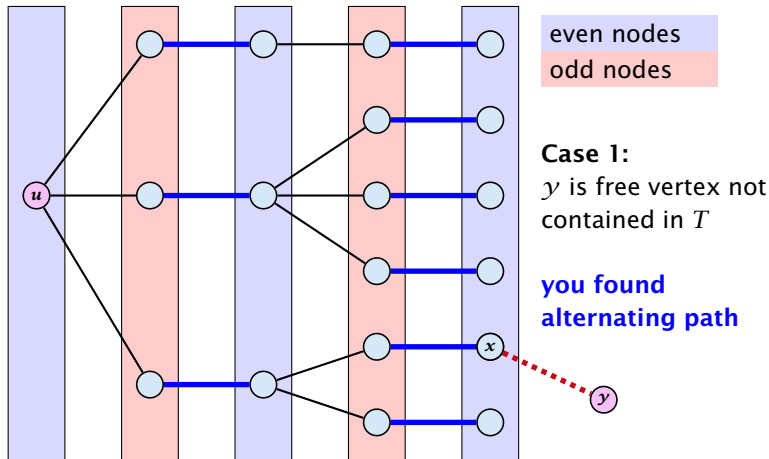 even nodes
odd nodes
u
Case 1:
y is free vertex not
contained in T
you found
alternating path
x
y